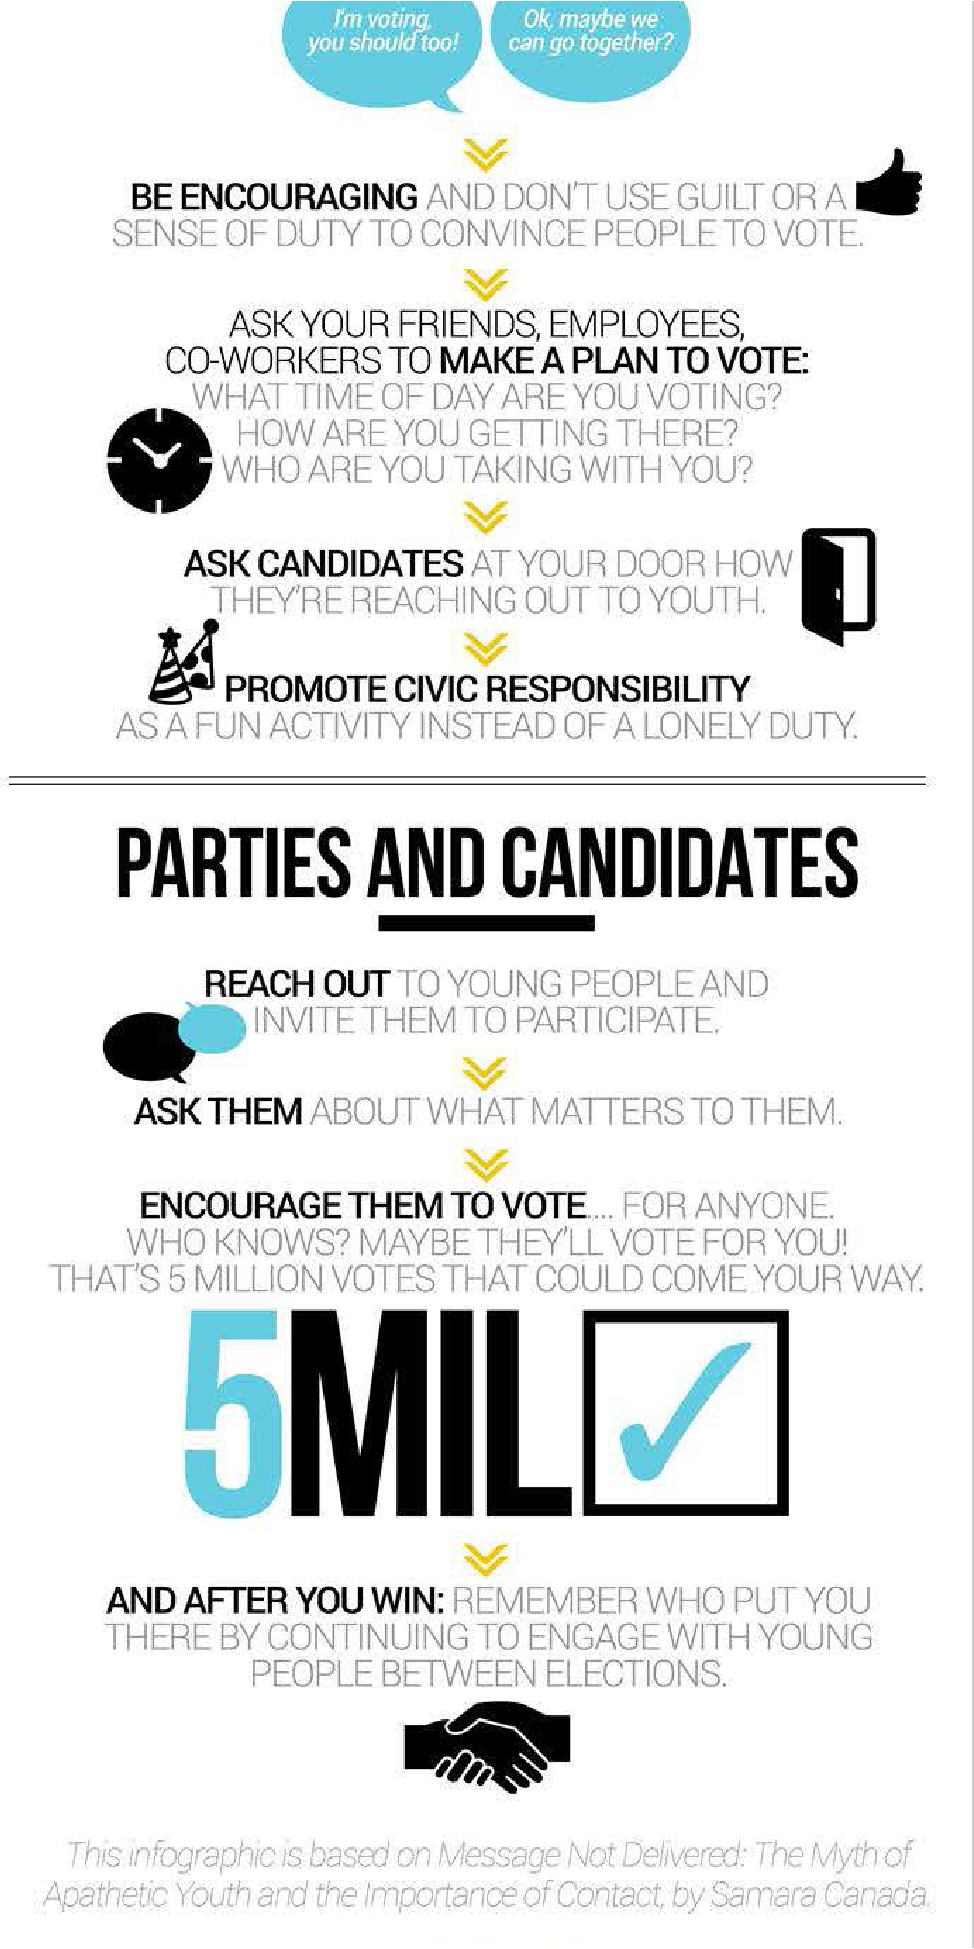 I'm voting,
you should too!
Ok, maybe we
can go together?
BE ENCOURAGING AND DON'T USE GUILT OR A
SENSE OF DUTY TO CONVINCE PEOPLE TO VOTE.
ASK YOUR FRIENDS, EMPLOYEES,
CO-WORKERS TO MAKE A PLAN TO VOTE:
WHAT TIME OF DAY ARE YOU VOTING?
HOW ARE YOU GETTING THERE?
WHO ARE YOU TAKING WITH YOU?
ASK CANDIDATES AT YOUR DOOR HOW
THEY'RE REACHING OUT TO YOUTH.
PROMOTE CIVIC RESPONSIBILITY
AS A FUN ACTIVITY INSTEAD OF A LONELY DUTY.
PARTIES AND CANDIDATES
REACH OUT TO YOUNG PEOPLE AND
INVITE THEM TO PARTICIPATE.
ASK THEM ABOUT WHAT MATTERS TO THEM.
ENCOURAGE THEM TO VOTE.... FOR ANYONE.
WHO KNOWS? MAYBE THEY'LL VOTE FOR YOU!
THAT'S 5 MILLION VOTES THAT COULD COME YOUR WAY.
5MIL
AND AFTER YOU WIN: REMEMBER WHO PUT YOU
THERE BY CONTINUING TO ENGAGE WITH YOUNG
PEOPLE BETWEEN ELECTIONS.
This infographic is based on Message Not Delivered: The Myth of
Apathetic Youth and the Importance of Contact, by Samara Canada.